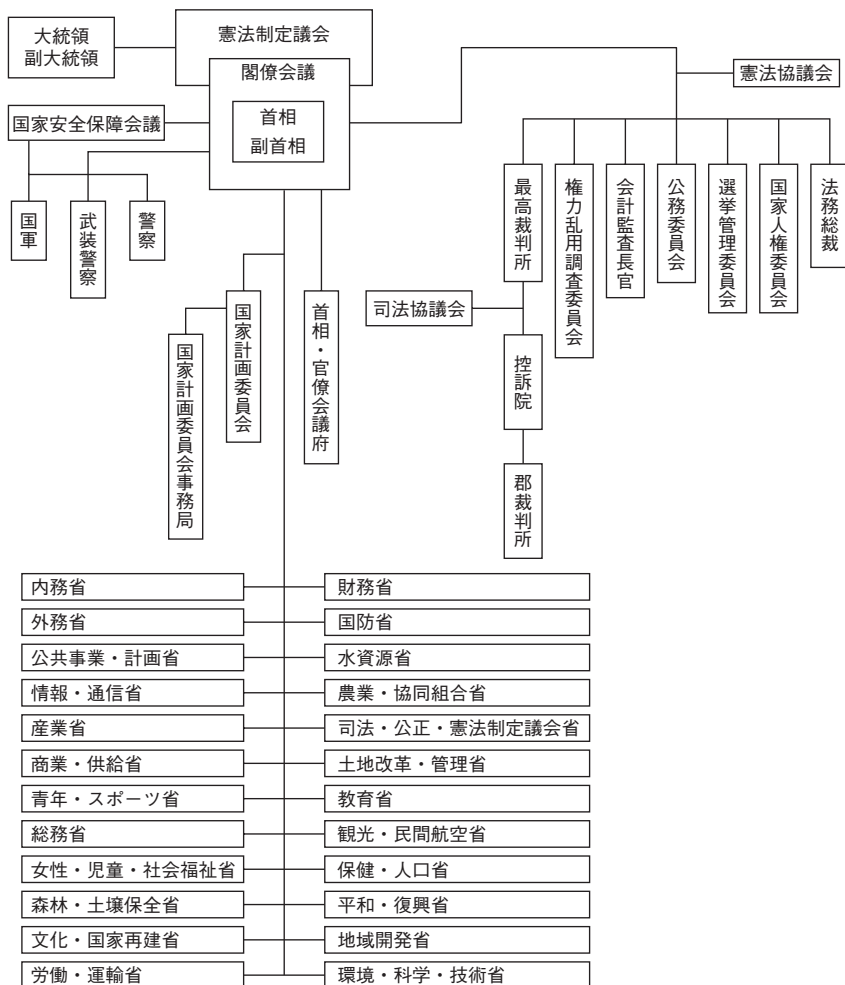 大統領
副大統領
憲法制定議会
閣僚会議
首相
副首相
憲法協議会
国家安全保障会議
国軍
武装警察
警察
最高裁判所
権力乱用調査委員会
会計監査長官
公務委員会
選挙管理委員会
国家人権委員会
法務総裁
司法協議会
控訴院
郡裁判所
国家計画委員会事務局
国家計画委員会
首相・官僚会議府
内務省
財務省
外務省
国防省
公共事業・計画省
水資源省
情報・通信省
農業・協同組合省
産業省
司法・公正・憲法制定議会省
商業・供給省
土地改革・管理省
青年・スポーツ省
教育省
総務省
観光・民間航空省
女性・児童・社会福祉省
保健・人口省
森林・土壌保全省
平和・復興省
文化・国家再建省
地域開発省
労働・運輸省
環境・科学・技術省